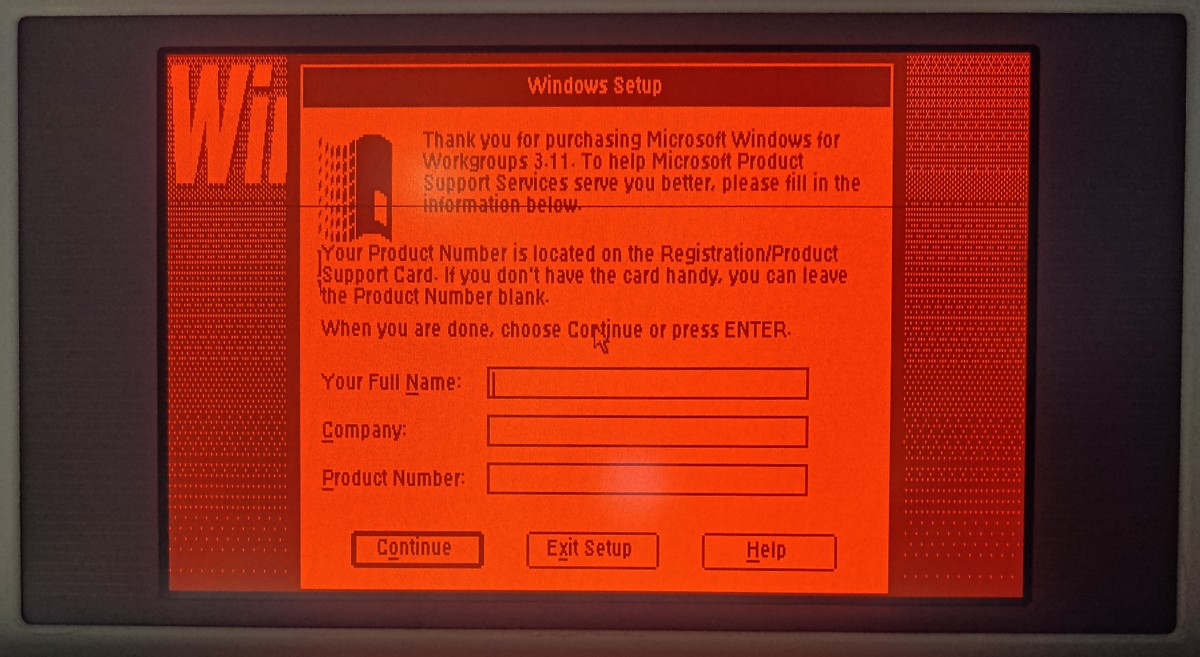 Wi
Windows Setup
Thank you for purchasing Microsoft Windows for
Workgroups 3.11. To help Microsoft Product
Support Services serve you better, please fill in the
information below.
Your Product Number is located on the Registration/Product
Support Card. If you don't have the card handy, you can leave
the Product Number blank.
When you are done, choose Continue or press ENTER.
Your Full Name:
Company:
Product Number:
Continue
Exit Setup
Help